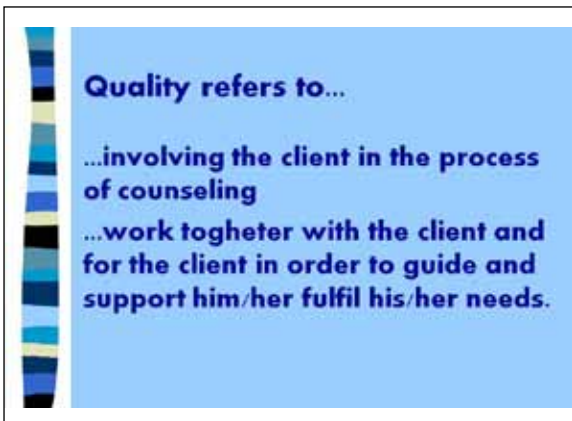 Quality refers to...
...involving the client in the process
of counseling
...work togheter with the client and
for the client in order to guide and
support him/her fulfil his/her needs.